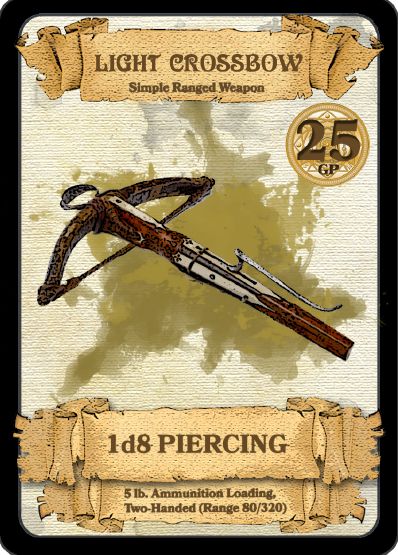 LIGHT CROSSBOW
Simple Ranged Weapon
25
GP
1d8 PIERCING
5 lb. Ammunition Loading,
Two-Handed (Range 80/320)